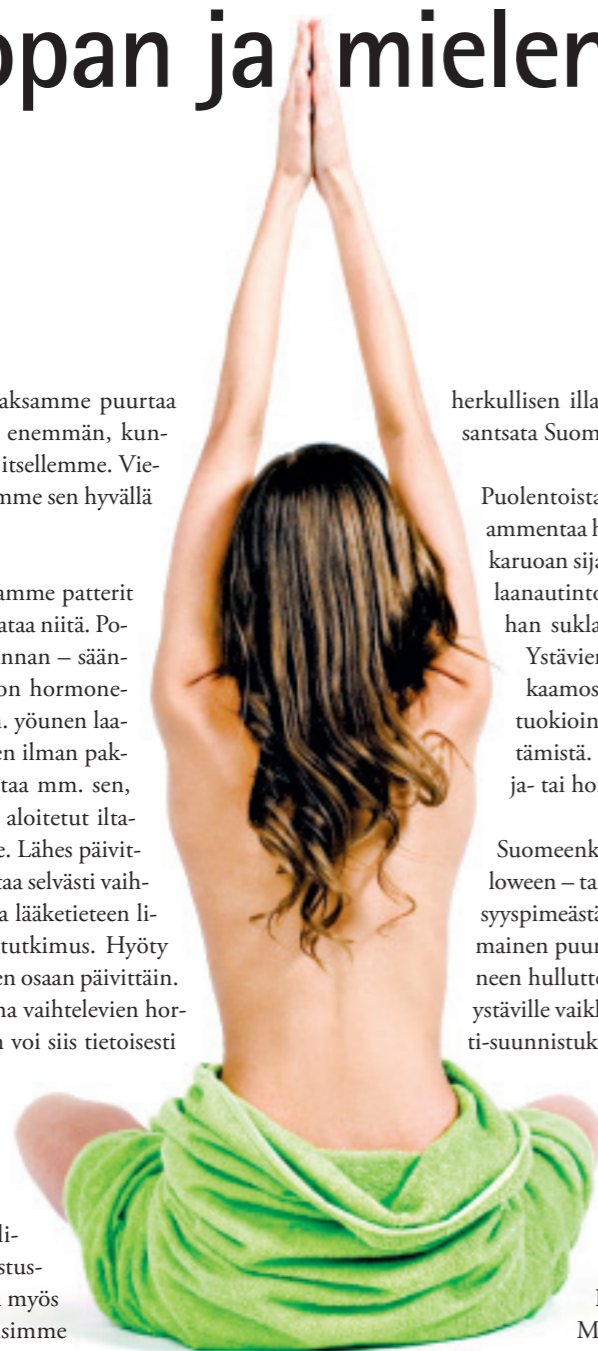 ppan ja mielen
aksamme puurtaa
enemmän, kun-
itsellemme. Vie-
mme sen hyvällä
amme patterit
ataa niitä. Po-
innan – sään-
on hormone-
n. yöunen laa-
en ilman pak-
taa mm. sen,
aloitetut ilta-
e. Lähes päivit-
taa selvästi vaih-
a lääketieteen li-
tutkimus. Hyöty
en osaan päivittäin.
na vaihtelevien hor-
n voi siis tietoisesti
li-
stus-
myös
simme
herkullisen illa
santsata Suom
Puolentoista
ammentaa h
karuoan sija
laanautinto
han sukla
Ystävien
kaamos
tuokioin
tämistä.
ja- tai ho
Suomeenk
loween – ta
syyspimeästä
mainen puur
neen hullutte
ystäville vaikk
ti-suunnistuk
M